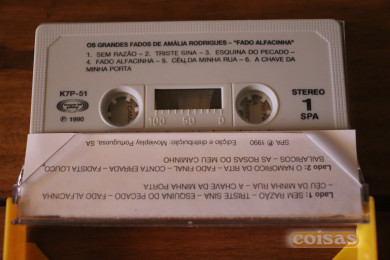 OS GRANDES FADOS DE AMÁLIA RODRIGUES – "FADO ALFACINHA"
1. SEM RAZÃO – 2. TRISTE SINA – 3. ESQUINA DO PECADO –
4. FADO ALFACINHA – 5. CÉU DA MINHA RUA – 6. A CHAVE DA
MINHA PORTA
K7P-51
STEREO
1
SPA
℗ 1990
100 50 0
Lado 1: SEM RAZÃO – TRISTE SINA – ESQUINA DO PECADO – FADO ALFACINHA
– CÉU DA MINHA RUA – A CHAVE DA MINHA PORTA
Lado 2: NAMORICO DA RITA – FADO FINAL – CONTA ERRADA – FADISTA LOUCO,
BAILARICOS – AS ROSAS DO MEU CAMINHO
SPA ℗ 1990 Edição e distribuição: Movieplay Portuguesa, SA
coisas